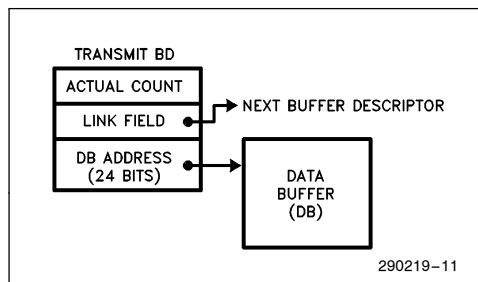 TRANSMIT BD
ACTUAL COUNT
LINK FIELD
NEXT BUFFER DESCRIPTOR
DB ADDRESS
(24 BITS)
DATA
BUFFER
(DB)
290219–11